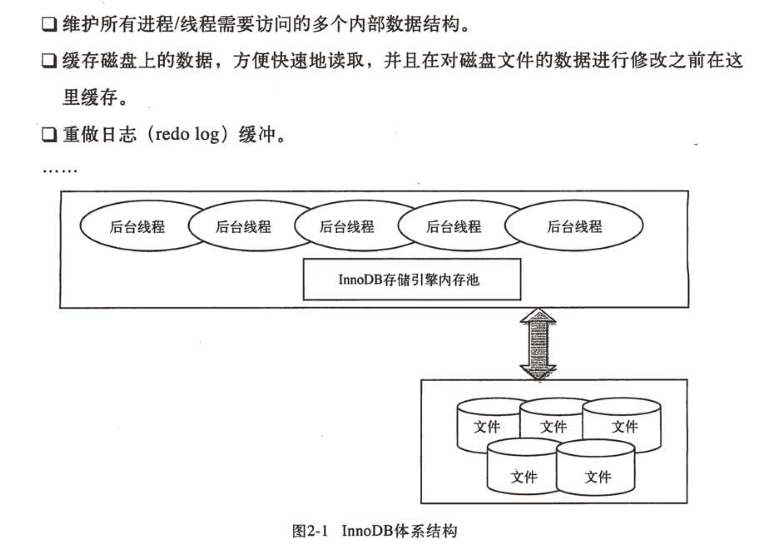 ❑ 维护所有进程/线程需要访问的多个内部数据结构。
❑ 缓存磁盘上的数据，方便快速地读取，并且在对磁盘文件的数据进行修改之前在这
里缓存。
❑ 重做日志（redo log）缓冲。
……
后台线程 后台线程 后台线程 后台线程 后台线程
InnoDB存储引擎内存池
文件 文件 文件
文件 文件
图2-1 InnoDB体系结构